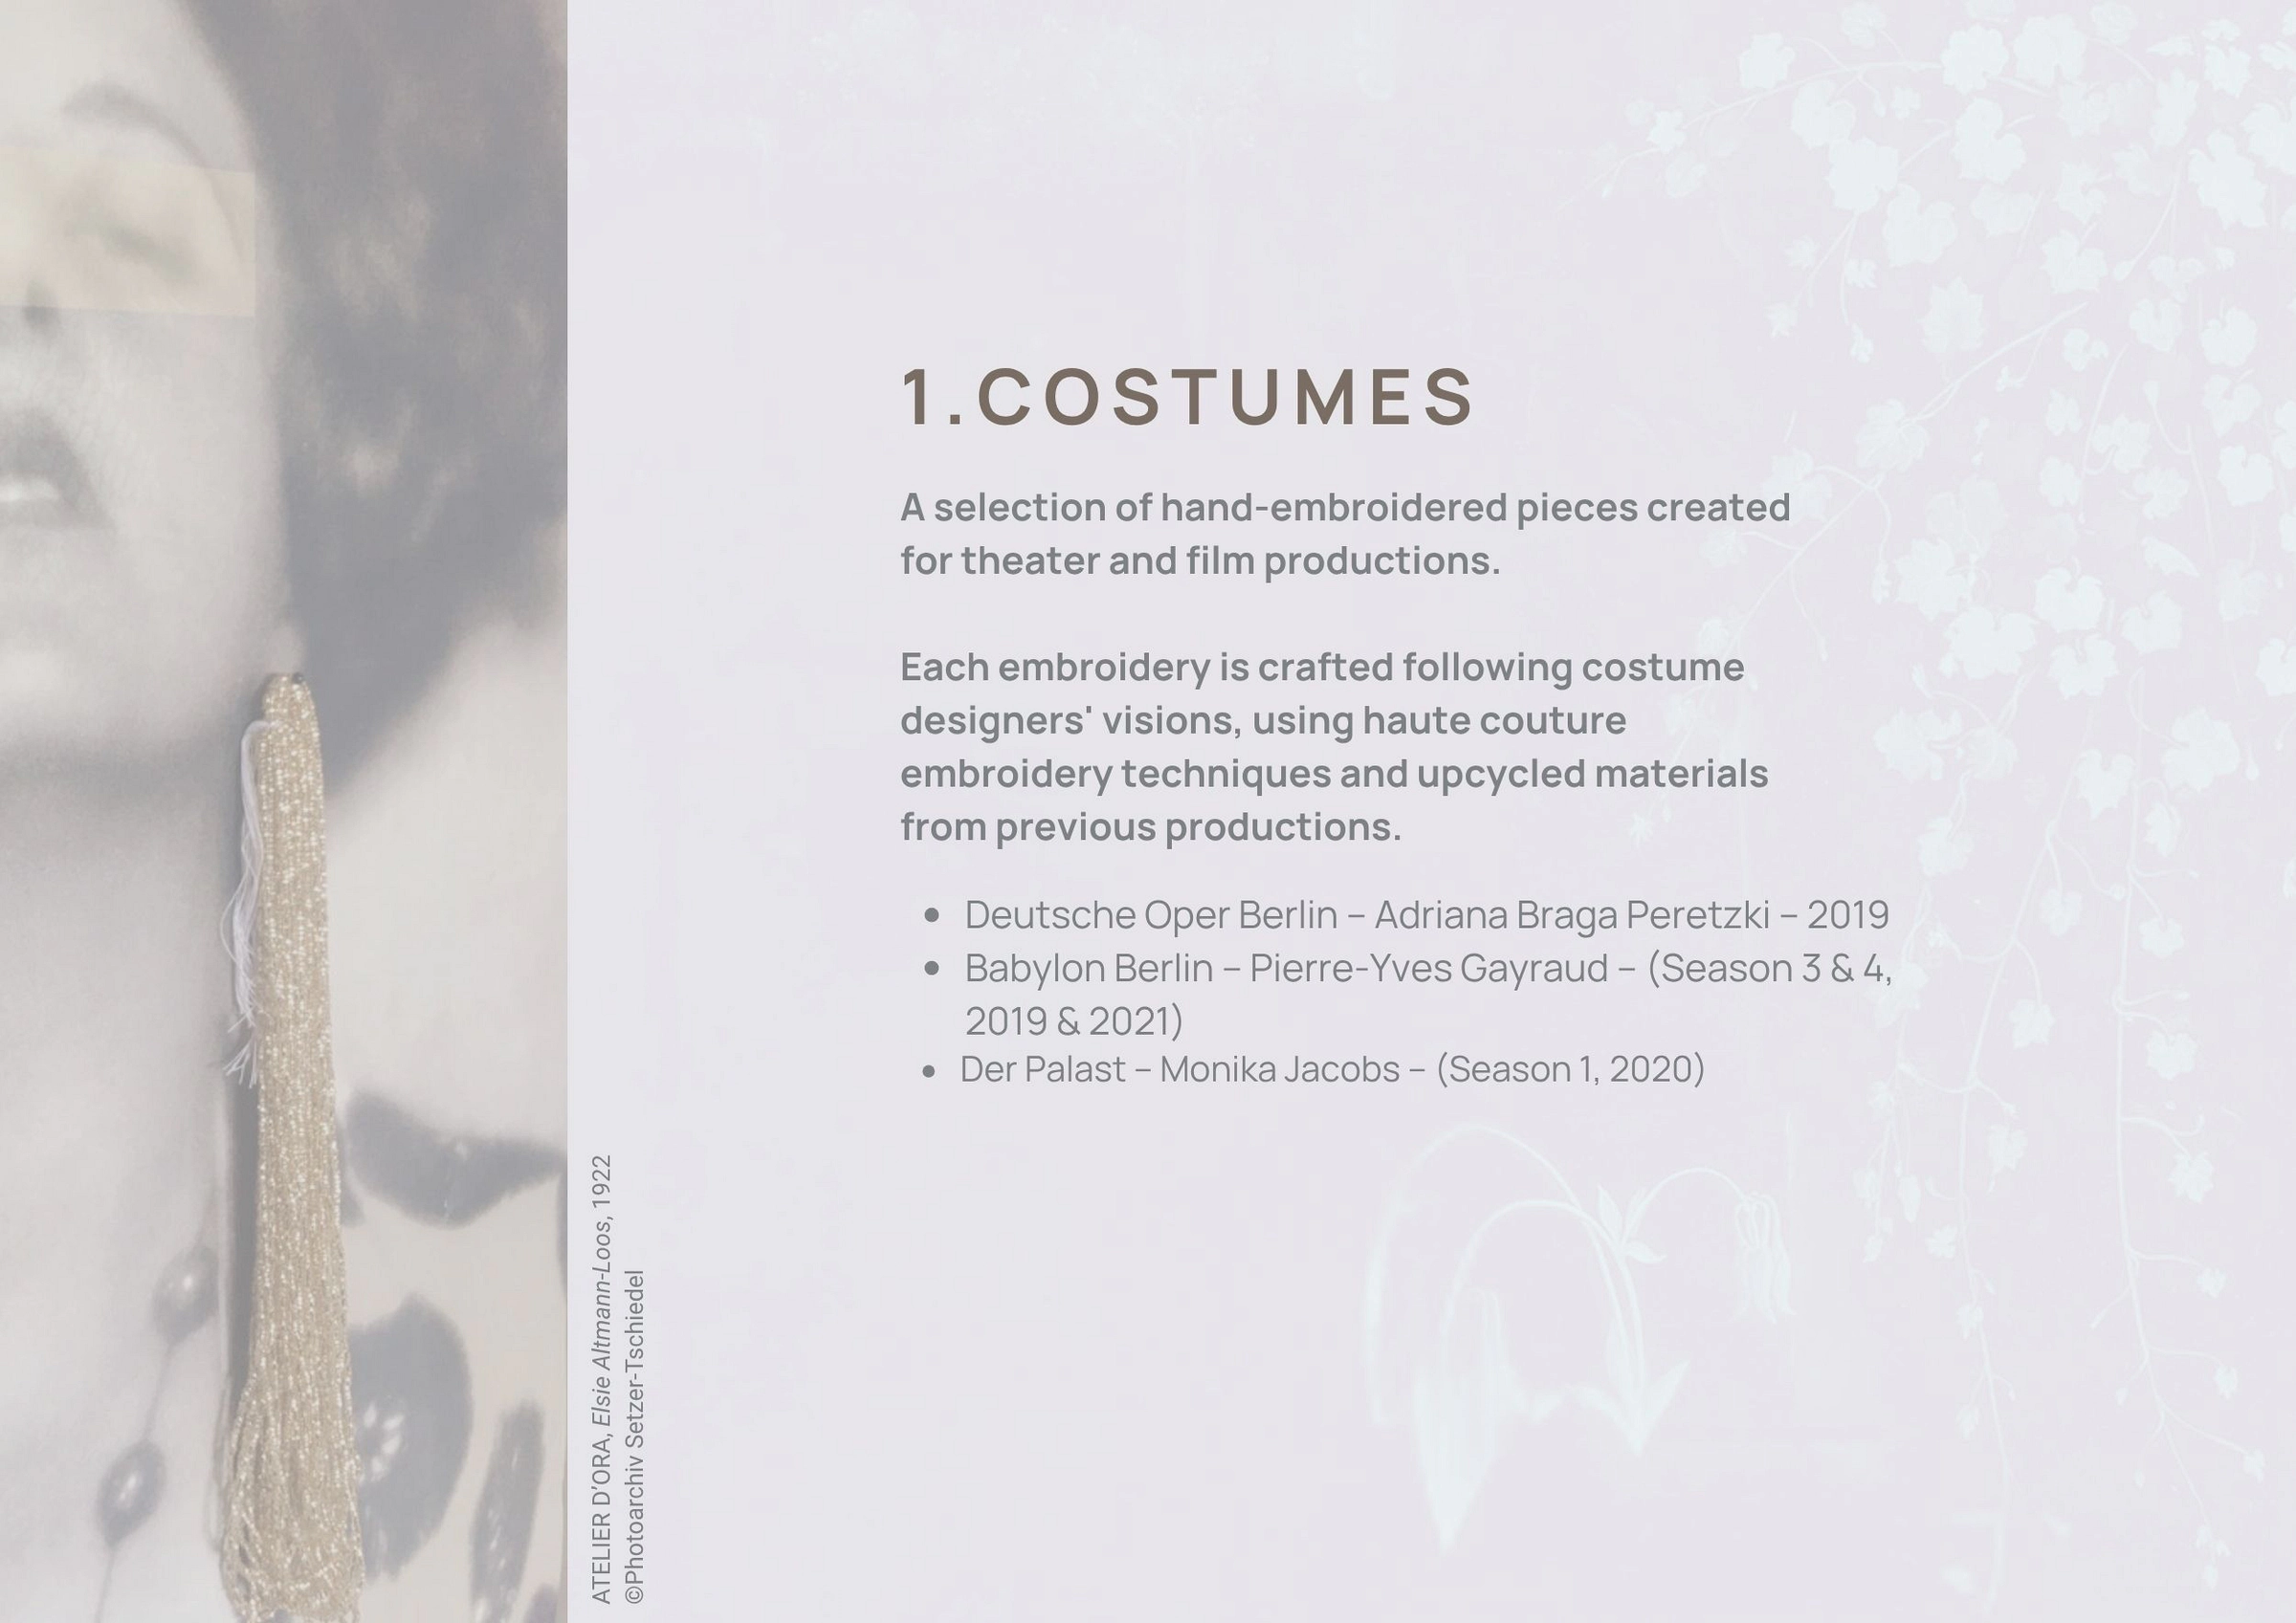 1.COSTUMES
A selection of hand-embroidered pieces created
for theater and film productions.
Each embroidery is crafted following costume
designers' visions, using haute couture
embroidery techniques and upcycled materials
from previous productions.
• Deutsche Oper Berlin – Adriana Braga Peretzki – 2019
• Babylon Berlin – Pierre-Yves Gayraud – (Season 3 & 4,
2019 & 2021)
• Der Palast – Monika Jacobs – (Season 1, 2020)
ATELIER D'ORA, Elsie Altmann-Loos, 1922
©Photoarchiv Setzer-Tschiedel